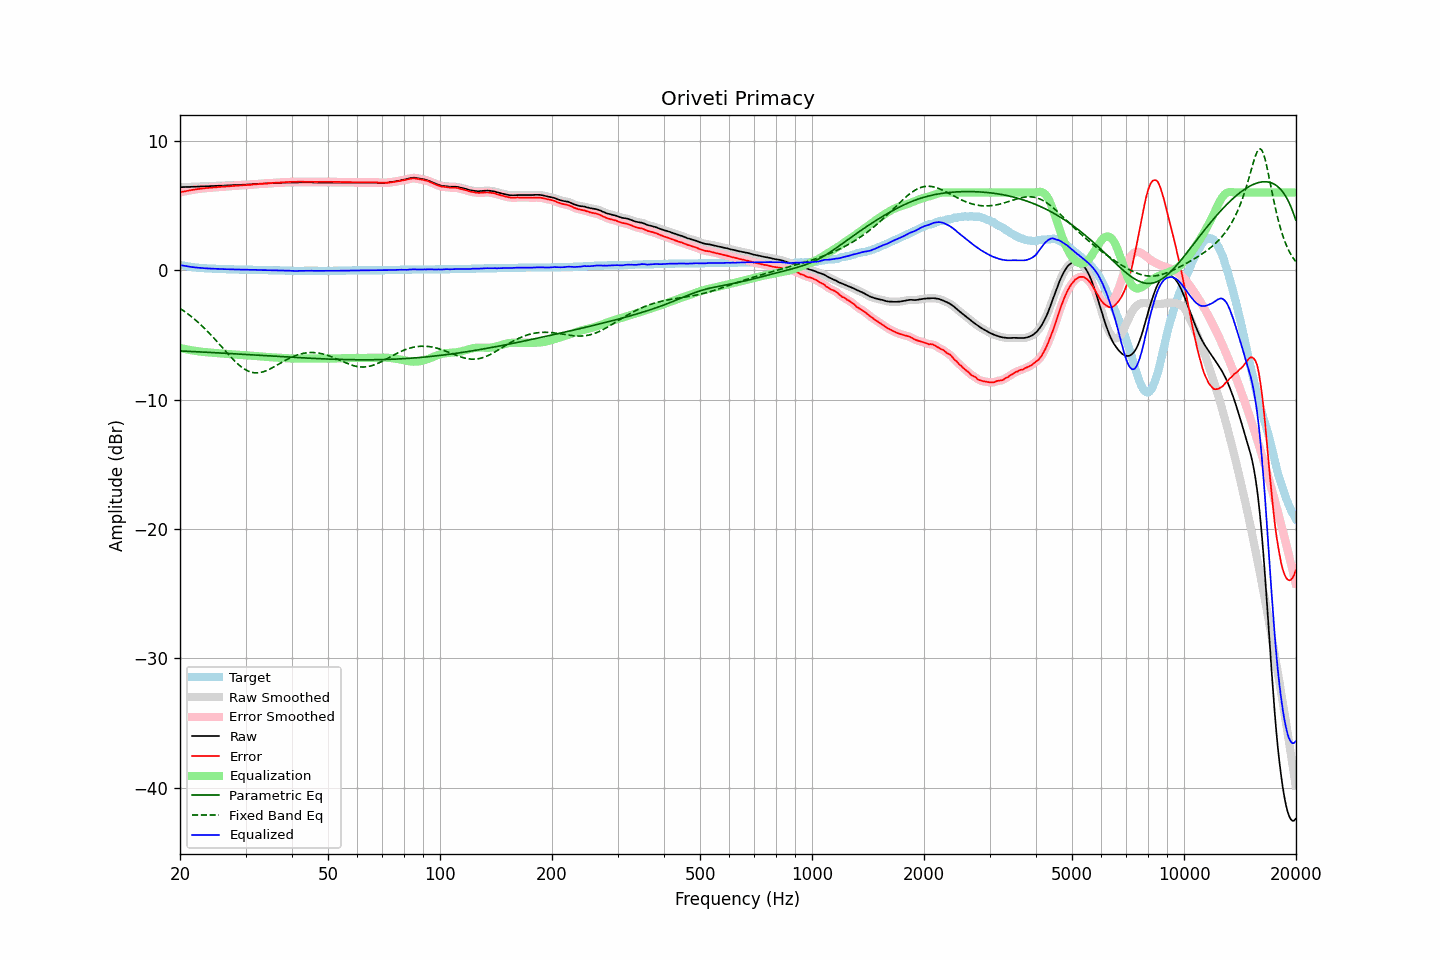 Oriveti Primacy
10
0
−10
−20
−30
−40
Amplitude (dBr)
Target
Raw Smoothed
Error Smoothed
Raw
Error
Equalization
Parametric Eq
Fixed Band Eq
Equalized
20 50 100 200 500 1000 2000 5000 10000 20000
Frequency (Hz)